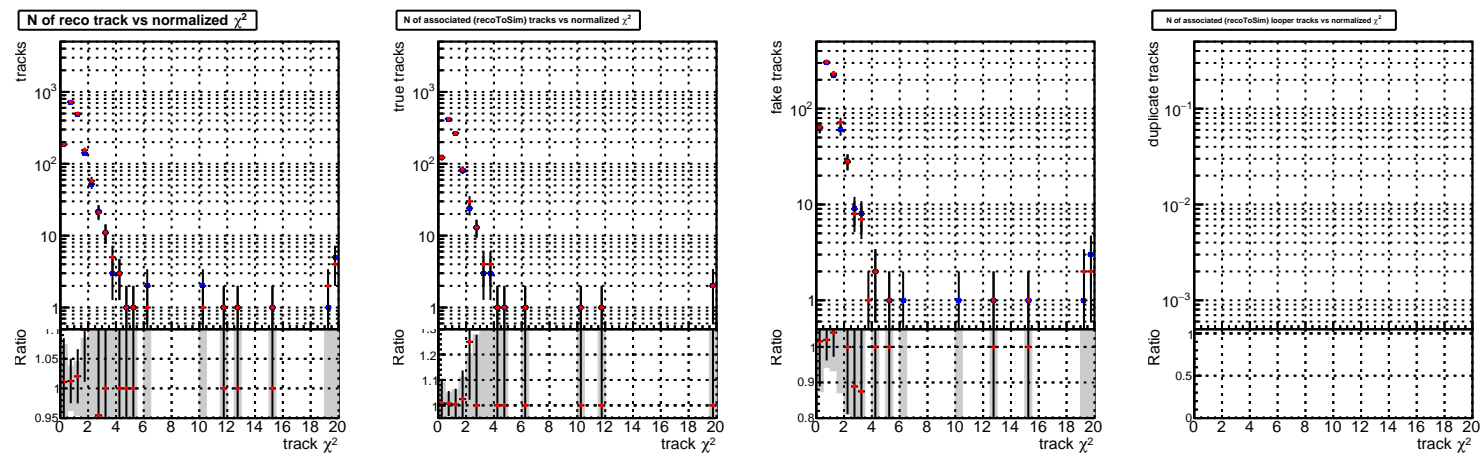 N of reco track vs normalized χ²
tracks
10³
10²
10
1
Ratio
1.1
1.05
1
0.95
0 2 4 6 8 10 12 14 16 18 20
track χ²
N of associated (recoToSim) tracks vs normalized χ²
true tracks
10³
10²
10
1
Ratio
1.3
1.2
1.1
1
0 2 4 6 8 10 12 14 16 18 20
track χ²
fake tracks
10²
10
1
Ratio
1
0.9
0.8
0 2 4 6 8 10 12 14 16 18 20
track χ²
N of associated (recoToSim) looper tracks vs normalized χ²
duplicate tracks
10⁻¹
10⁻²
10⁻³
Ratio
1
0.5
0
0 2 4 6 8 10 12 14 16 18 20
track χ²